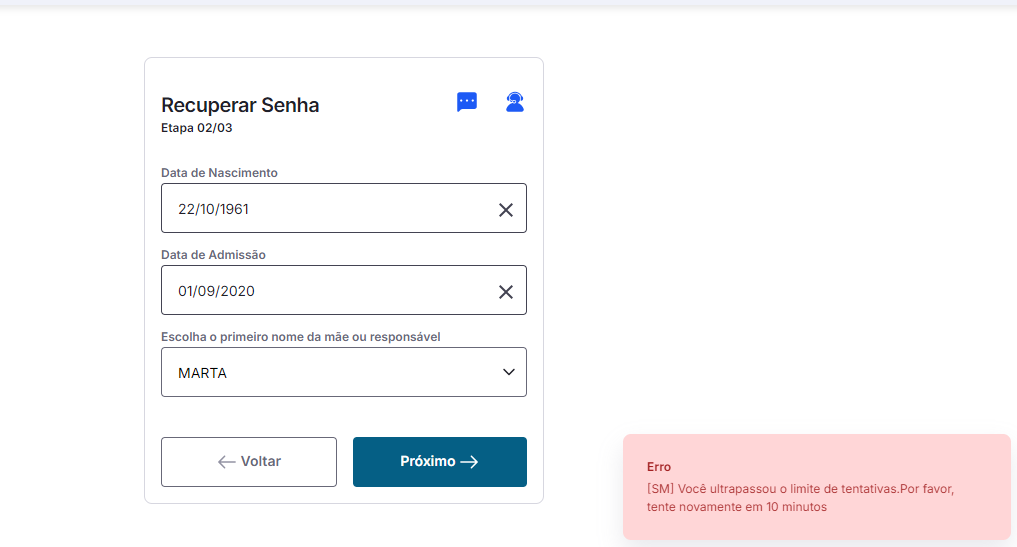 Recuperar Senha
Etapa 02/03
Data de Nascimento
22/10/1961
Data de Admissão
01/09/2020
Escolha o primeiro nome da mãe ou responsável
MARTA
Voltar
Próximo
Erro
[SM] Você ultrapassou o limite de tentativas.Por favor,
tente novamente em 10 minutos